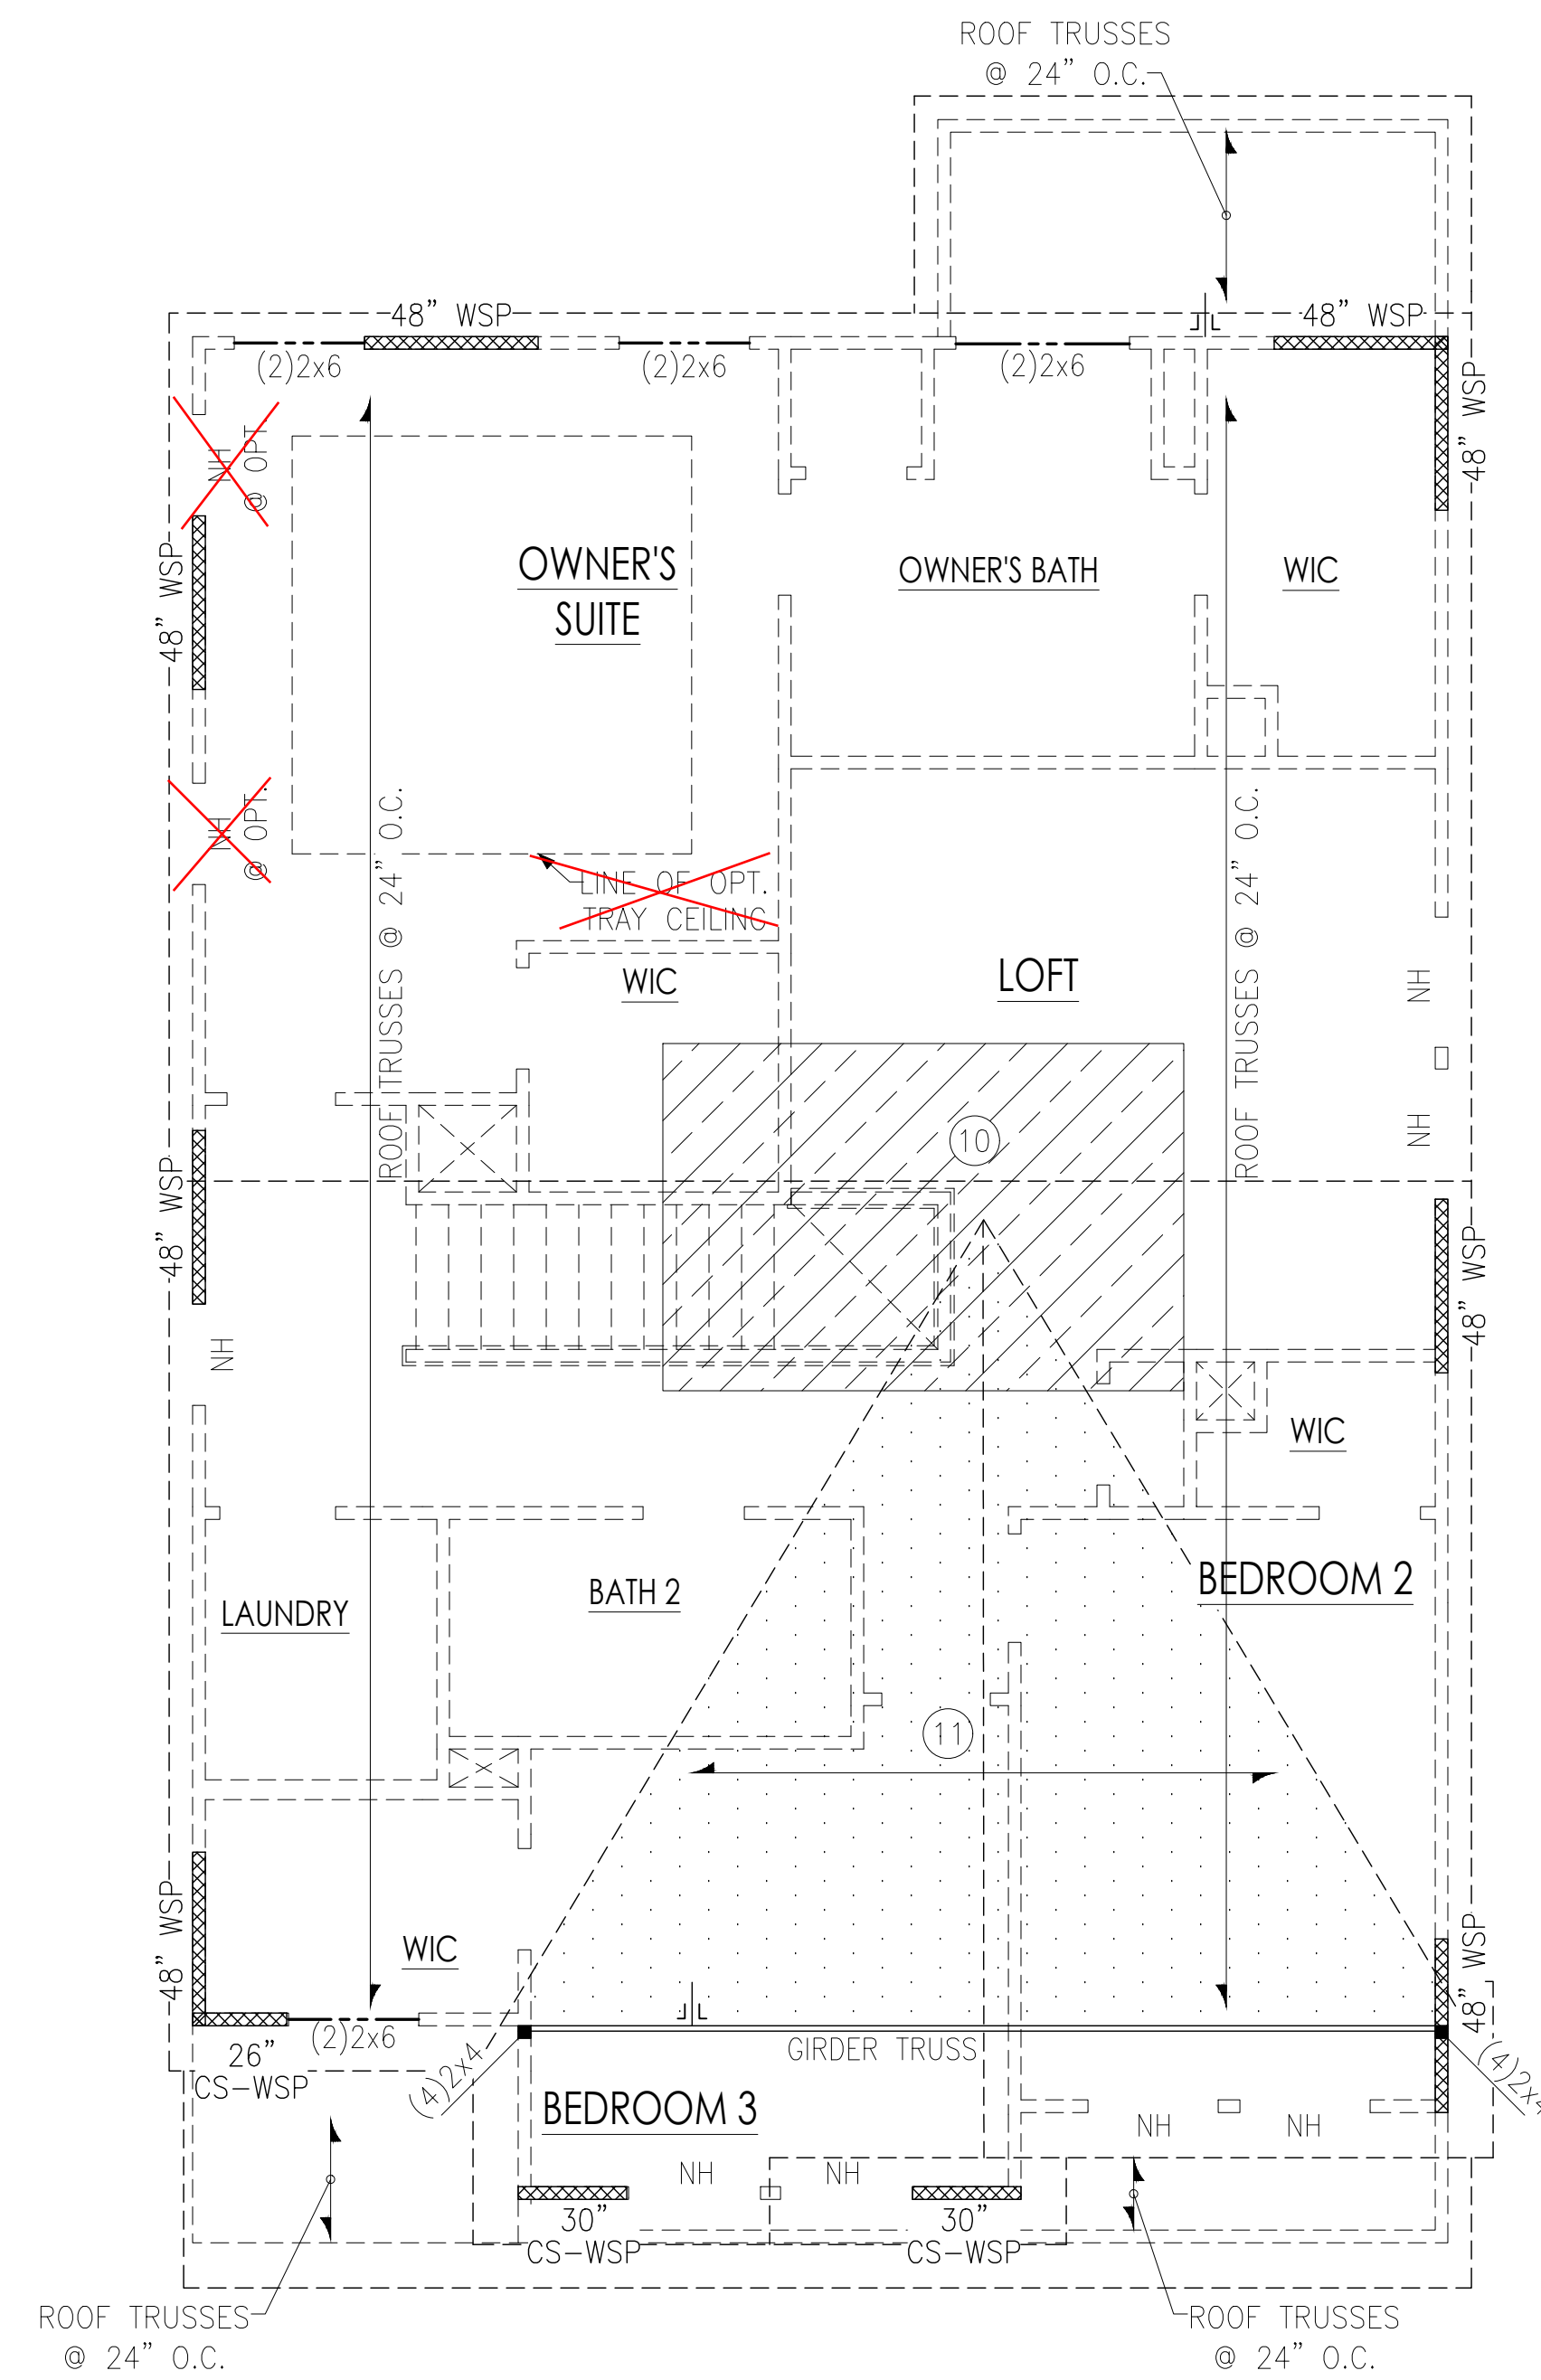 ROOF TRUSSES
@ 24" O.C.
48" WSP
48" WSP
(2)2x6
(2)2x6
(2)2x6
48" WSP
NH
@ OPT.
48" WSP
OWNER'S
SUITE
OWNER'S BATH
WIC
NH
@ OPT.
ROOF TRUSSES @ 24" O.C.
ROOF TRUSSES @ 24" O.C.
LINE OF OPT.
TRAY CEILING
WIC
LOFT
NH
NH
10
48" WSP
48" WSP
NH
WIC
BEDROOM 2
BATH 2
LAUNDRY
11
48" WSP
WIC
48" WSP
26"
CS-WSP
(2)2x6
(4)2x4
GIRDER TRUSS
BEDROOM 3
NH
NH
NH
NH
30"
CS-WSP
30"
CS-WSP
ROOF TRUSSES
@ 24" O.C.
ROOF TRUSSES
@ 24" O.C.